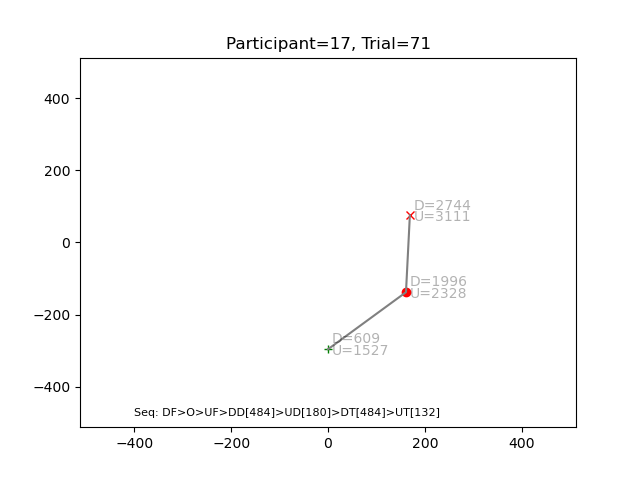 Participant=17, Trial=71
400
200
0
−200
−400
D=2744
U=3111
D=1996
U=2328
D=609
U=1527
Seq: DF>O>UF>DD[484]>UD[180]>DT[484]>UT[132]
−400 −200 0 200 400